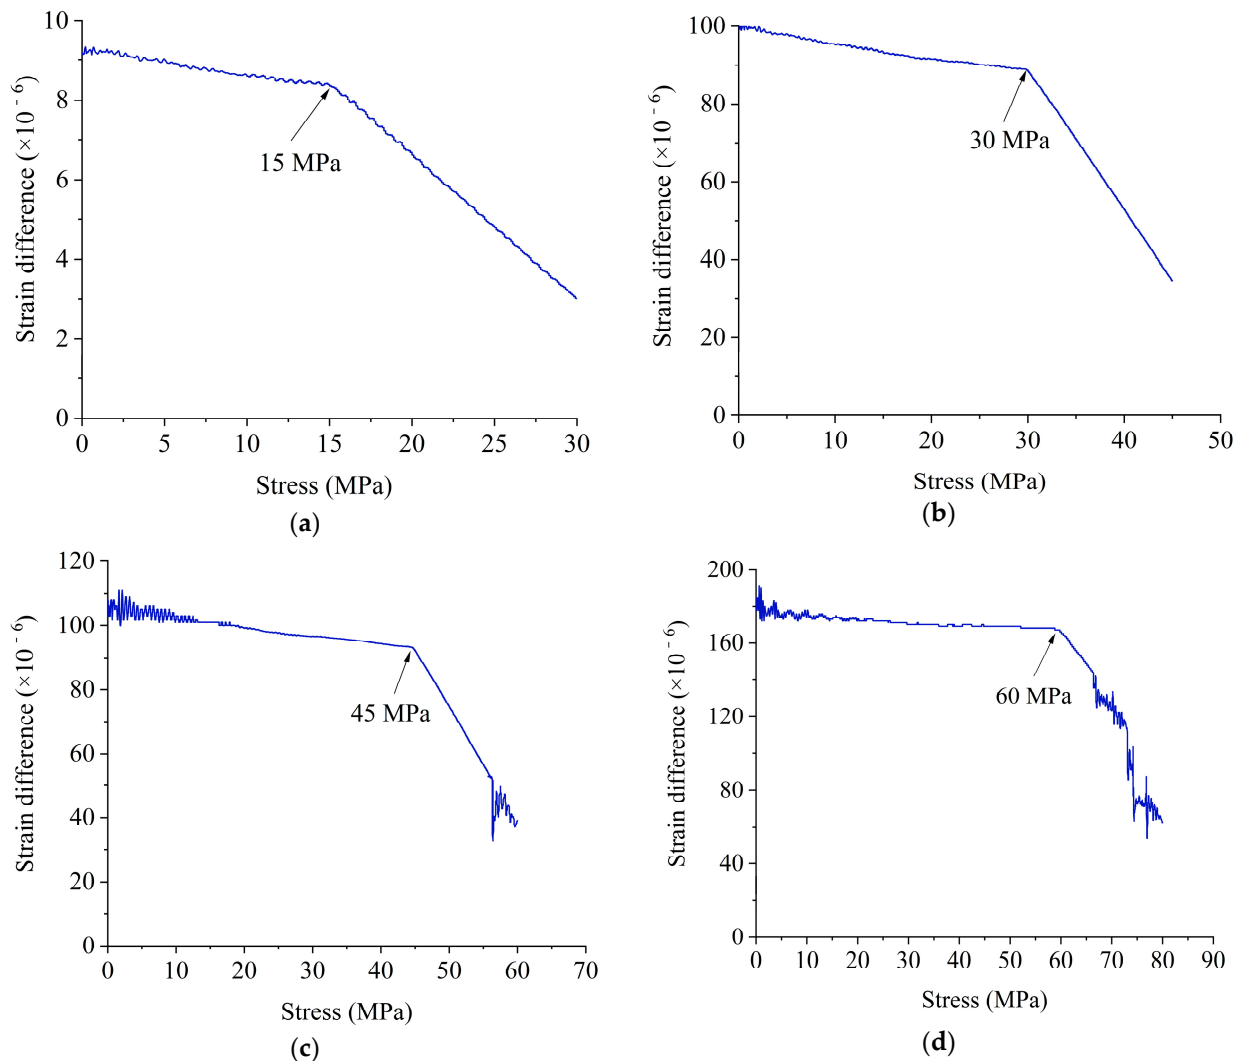 10
8
6
4
2
0
Strain difference (×10⁻⁶)
15 MPa
0 5 10 15 20 25 30
Stress (MPa)
(a)
100
80
60
40
20
0
Strain difference (×10⁻⁶)
30 MPa
0 10 20 30 40 50
Stress (MPa)
(b)
120
100
80
60
40
20
0
Strain difference (×10⁻⁶)
45 MPa
0 10 20 30 40 50 60 70
Stress (MPa)
(c)
200
160
120
80
40
0
Strain difference (×10⁻⁶)
60 MPa
0 10 20 30 40 50 60 70 80 90
Stress (MPa)
(d)